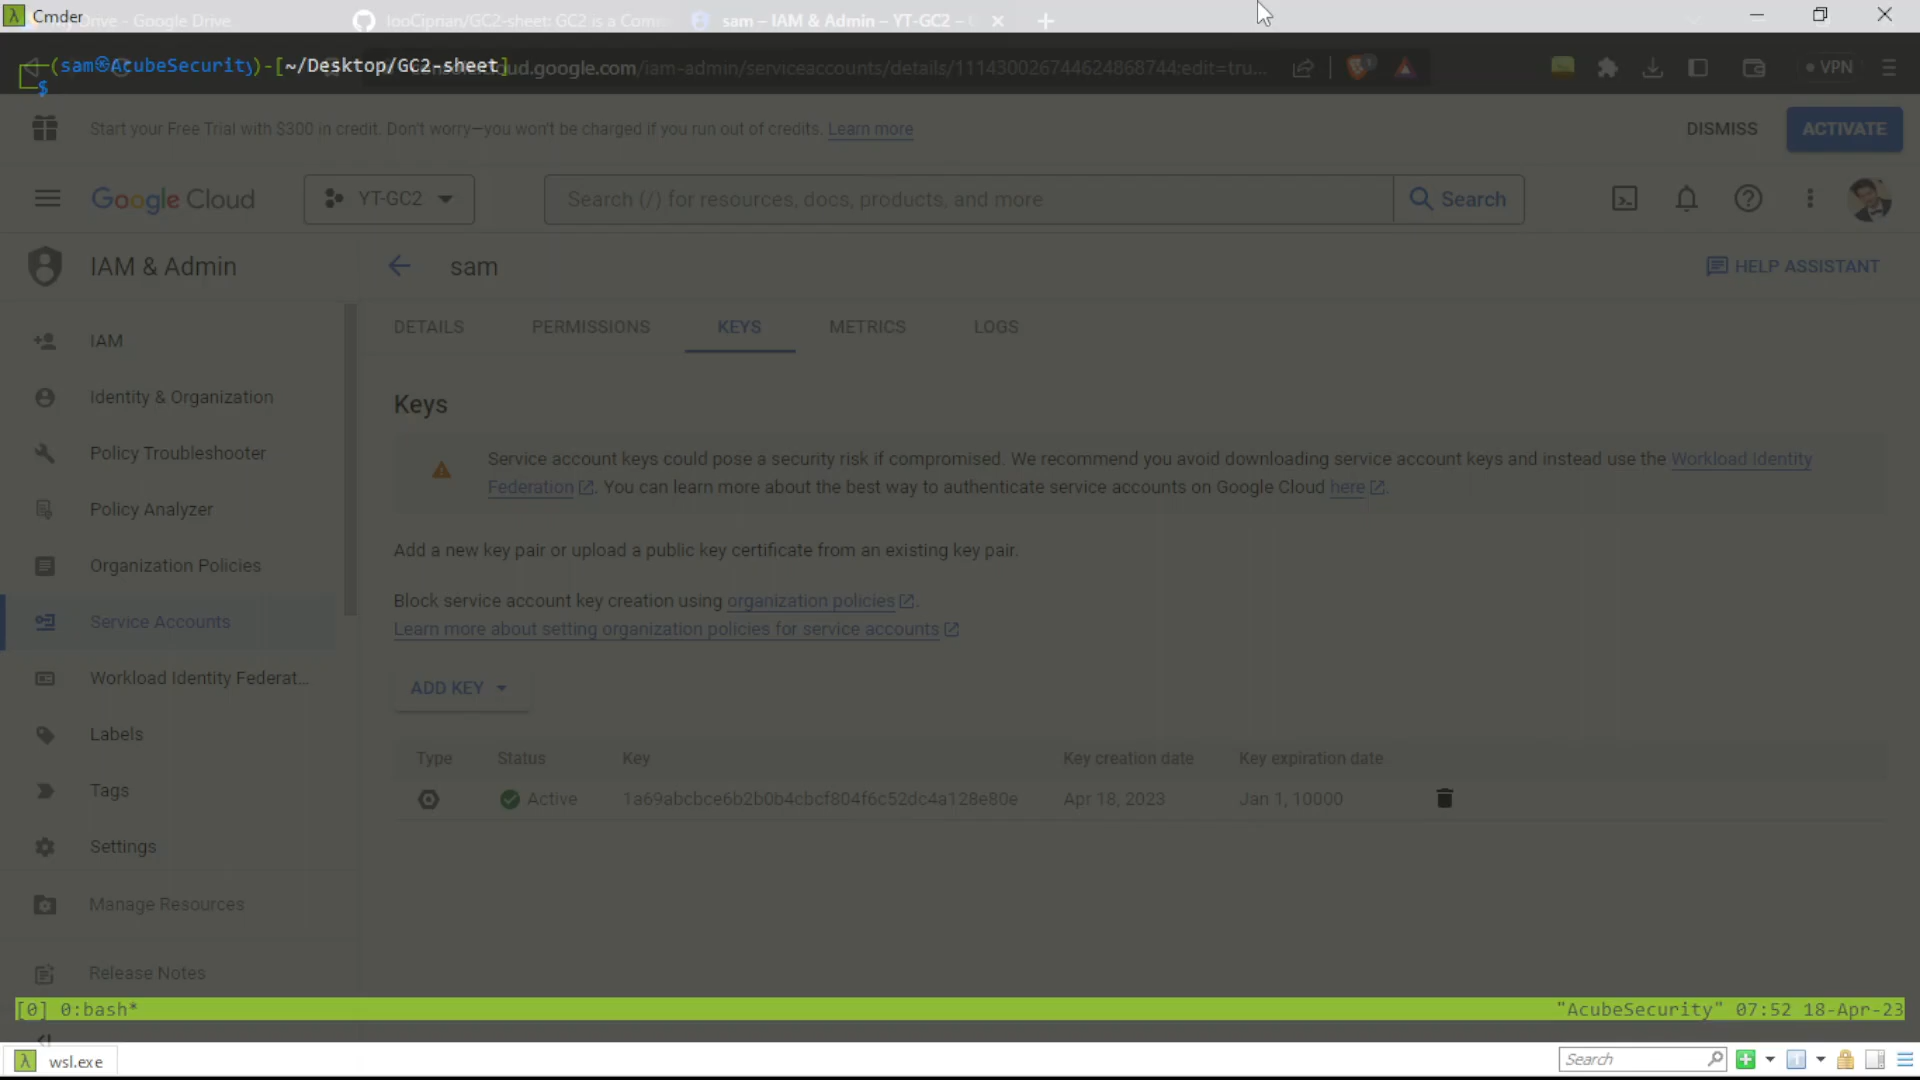 Cmder
Drive - Google Drive
looCiprian/GC2-sheet: GC2 is a Com
sam – IAM & Admin – YT-GC2 –
(sam㉿AcubeSecurity)-[~/Desktop/GC2-sheet]
$
ud.google.com/iam-admin/serviceaccounts/details/111430026744624868744;edit=tru...
VPN
Start your Free Trial with $300 in credit. Don't worry—you won't be charged if you run out of credits. Learn more
DISMISS
ACTIVATE
Google Cloud
YT-GC2
Search (/) for resources, docs, products, and more
Search
IAM & Admin
sam
HELP ASSISTANT
DETAILS
PERMISSIONS
KEYS
METRICS
LOGS
IAM
Identity & Organization
Policy Troubleshooter
Policy Analyzer
Organization Policies
Service Accounts
Workload Identity Federat...
Labels
Tags
Settings
Manage Resources
Release Notes
Keys
Service account keys could pose a security risk if compromised. We recommend you avoid downloading service account keys and instead use the Workload Identity
Federation. You can learn more about the best way to authenticate service accounts on Google Cloud here.
Add a new key pair or upload a public key certificate from an existing key pair.
Block service account key creation using organization policies.
Learn more about setting organization policies for service accounts
ADD KEY
Type Status Key Key creation date Key expiration date
Active 1a69abcbce6b2b0b4cbcf804f6c52dc4a128e80e Apr 18, 2023 Jan 1, 10000
[0] 0:bash* "AcubeSecurity" 07:52 18-Apr-23
wsl.exe
Search